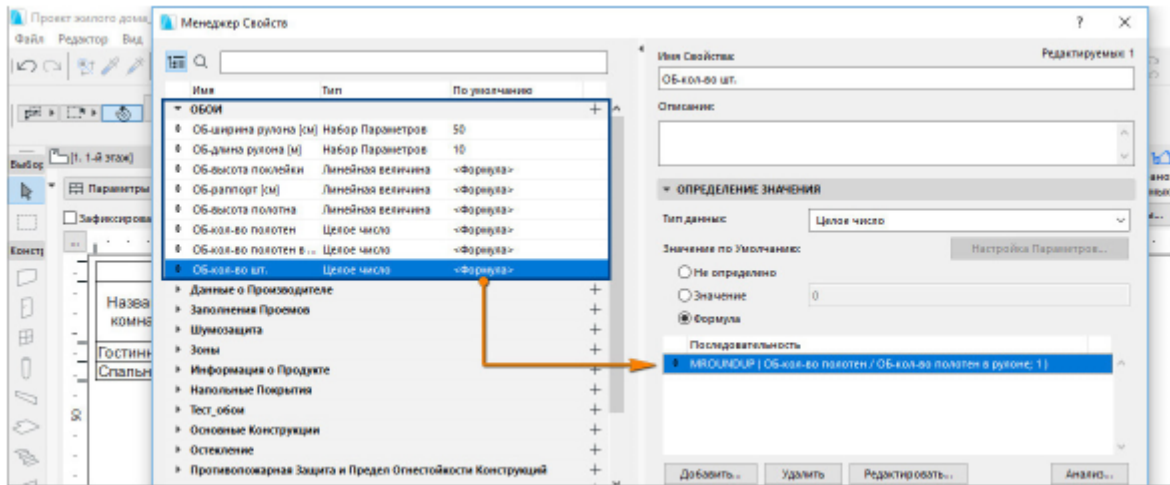 Проект жилого дома_
Менеджер Свойств
? ×
Файл Редактор Вид
Имя Свойства:
Редактируемых: 1
Имя Тип По умолчанию
ОБ-кол-во шт.
ОБОИ
Описание:
ОБ-ширина рулона [см] Набор Параметров 50
ОБ-длина рулона [м] Набор Параметров 10
[1. 1-й этаж]
ОБ-высота поклейки Линейная величина <Формула>
Выбор
Параметры
ОБ-раппорт [см] Линейная величина <Формула>
ОПРЕДЕЛЕНИЕ ЗНАЧЕНИЯ
ОБ-высота полотна Линейная величина <Формула>
Зафиксирова
Тип данных: Целое число
ОБ-кол-во полотен Целое число <Формула>
Констр
ОБ-кол-во полотен в ... Целое число <Формула>
Значение по Умолчанию: Настройка Параметров...
ОБ-кол-во шт. Целое число <Формула>
Не определено
Данные о Производителе
Значение 0
Назва
комна
Заполнения Проемов
Формула
Шумозащита
Последовательность
Гостинн
Зоны
MROUNDUP ( ОБ-кол-во полотен / ОБ-кол-во полотен в рулоне; 1 )
Спальн
Информация о Продукте
Напольные Покрытия
Тест_обои
Основные Конструкции
Остекление
Противопожарная Защита и Предел Огнестойкости Конструкций
Добавить... Удалить Редактировать... Анализ...